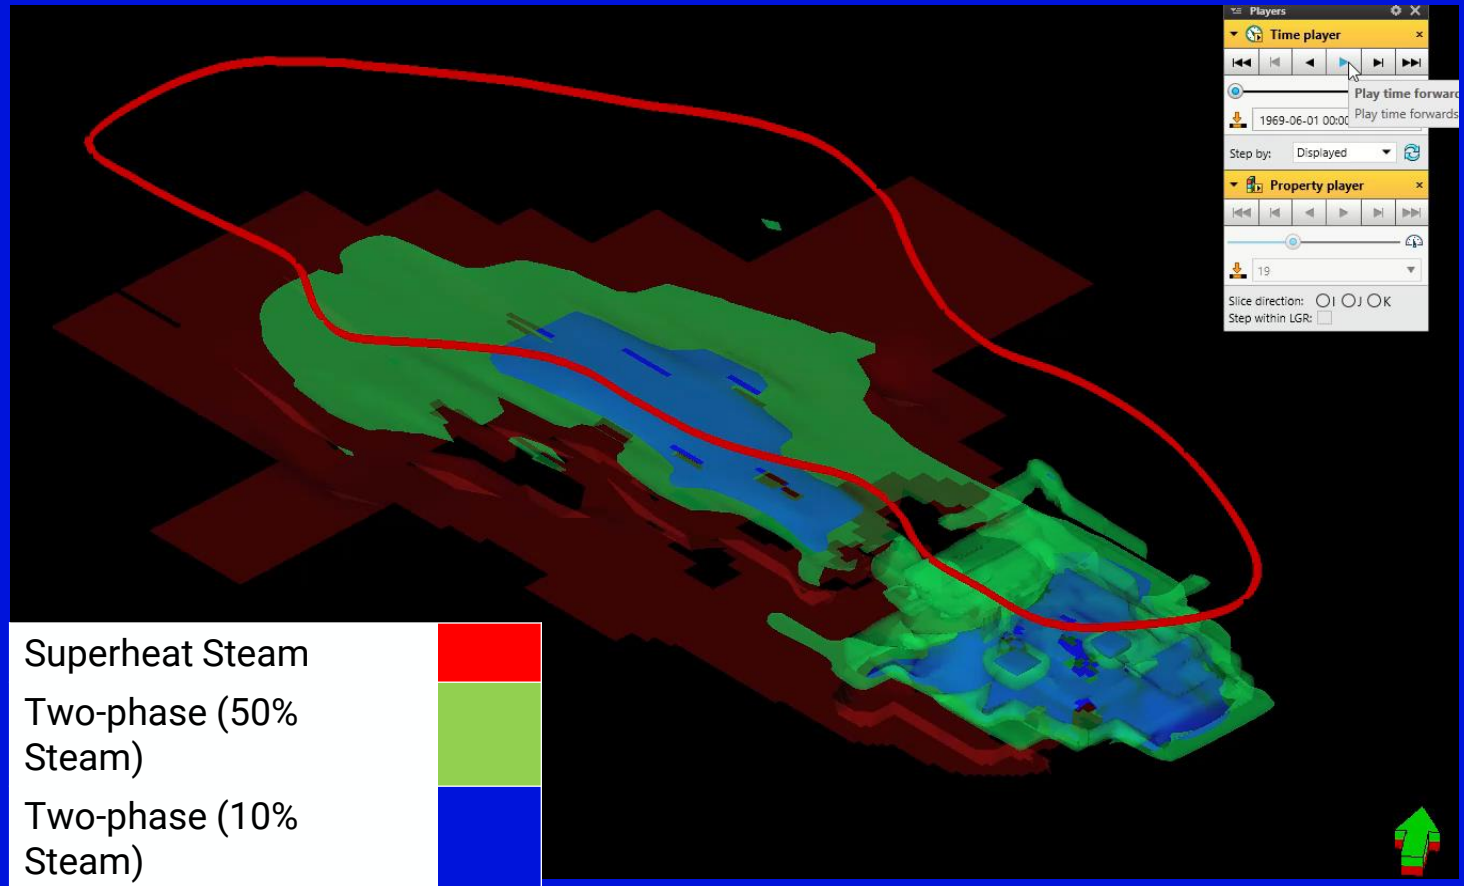 Players
Time player
Play time forward
Play time forwards
1969-06-01 00:00
Step by:
Displayed
Property player
19
Slice direction: I J K
Step within LGR:
Superheat Steam
Two-phase (50%
Steam)
Two-phase (10%
Steam)